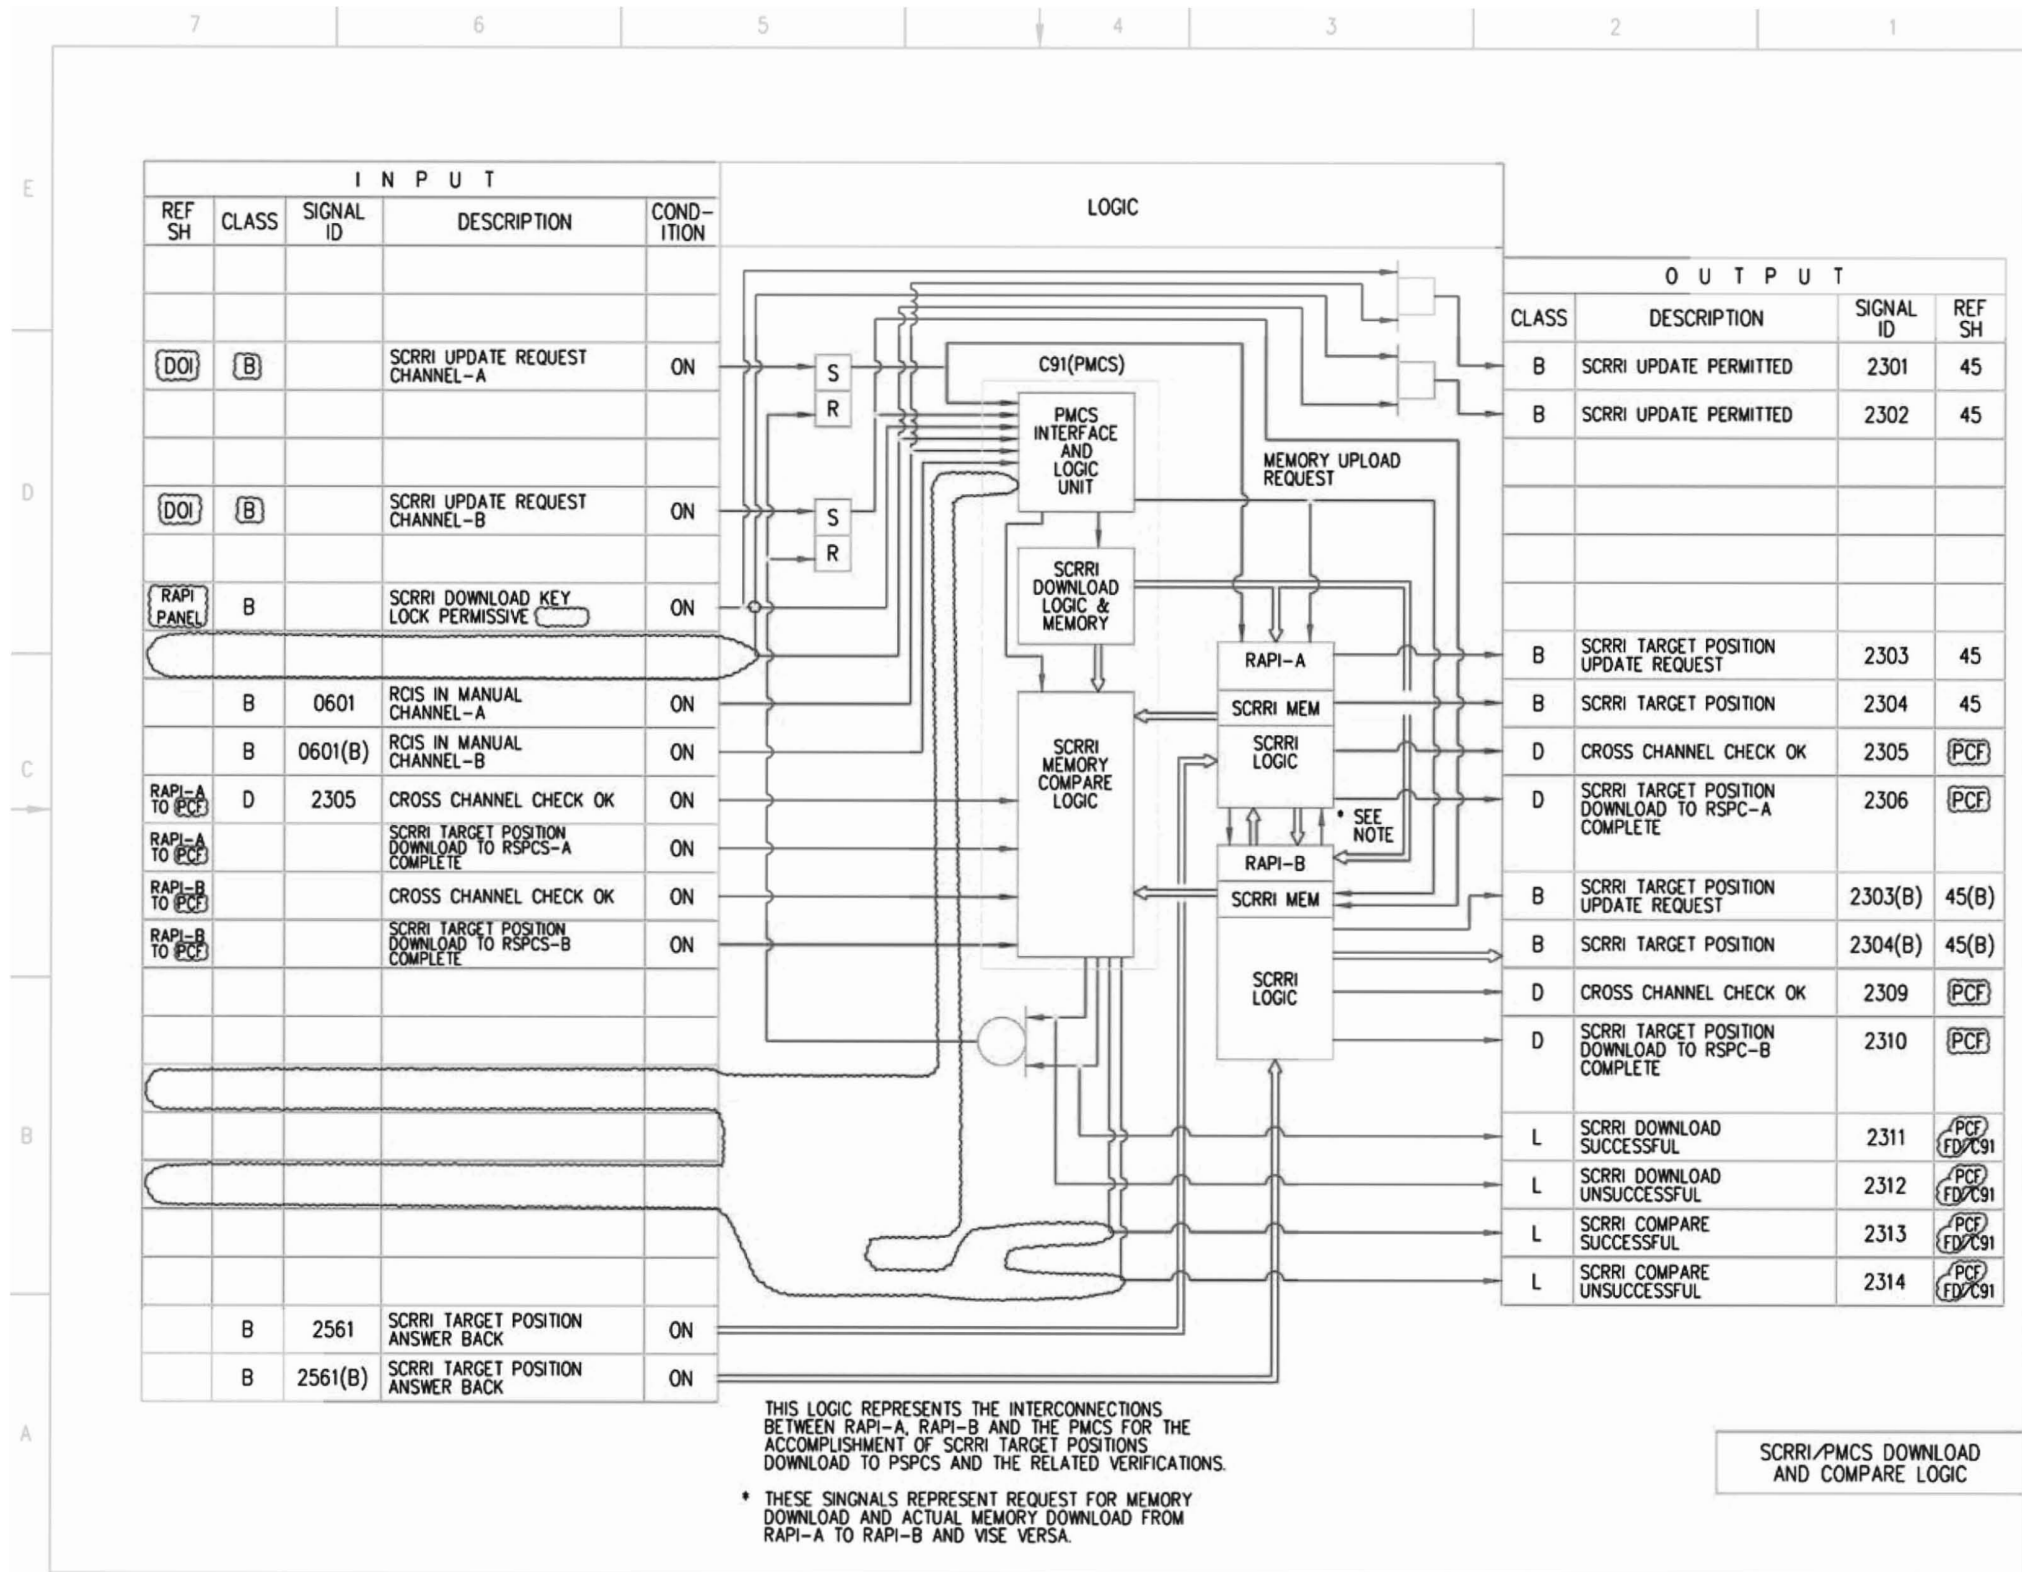 7 6 5 4 3 2 1
E
D
C
B
A
I N P U T
REF SH
CLASS
SIGNAL ID
DESCRIPTION
COND-
ITION
LOGIC
O U T P U T
CLASS
DESCRIPTION
SIGNAL ID
REF SH
DOI B SCRRI UPDATE REQUEST
CHANNEL-A ON
DOI B SCRRI UPDATE REQUEST
CHANNEL-B ON
RAPI
PANEL B SCRRI DOWNLOAD KEY
LOCK PERMISSIVE ON
B 0601 RCIS IN MANUAL
CHANNEL-A ON
B 0601(B) RCIS IN MANUAL
CHANNEL-B ON
RAPI-A
TO PCF D 2305 CROSS CHANNEL CHECK OK ON
RAPI-A
TO PCF SCRRI TARGET POSITION
DOWNLOAD TO RSPCS-A
COMPLETE ON
RAPI-B
TO PCF CROSS CHANNEL CHECK OK ON
RAPI-B
TO PCF SCRRI TARGET POSITION
DOWNLOAD TO RSPCS-B
COMPLETE ON
B 2561 SCRRI TARGET POSITION
ANSWER BACK ON
B 2561(B) SCRRI TARGET POSITION
ANSWER BACK ON
S
R
S
R
C91(PMCS)
PMCS
INTERFACE
AND
LOGIC
UNIT
SCRRI
DOWNLOAD
LOGIC &
MEMORY
SCRRI
MEMORY
COMPARE
LOGIC
MEMORY UPLOAD
REQUEST
RAPI-A
SCRRI MEM
SCRRI
LOGIC
* SEE
NOTE
RAPI-B
SCRRI MEM
SCRRI
LOGIC
B SCRRI UPDATE PERMITTED 2301 45
B SCRRI UPDATE PERMITTED 2302 45
B SCRRI TARGET POSITION
UPDATE REQUEST 2303 45
B SCRRI TARGET POSITION 2304 45
D CROSS CHANNEL CHECK OK 2305 PCF
D SCRRI TARGET POSITION
DOWNLOAD TO RSPC-A
COMPLETE 2306 PCF
B SCRRI TARGET POSITION
UPDATE REQUEST 2303(B) 45(B)
B SCRRI TARGET POSITION 2304(B) 45(B)
D CROSS CHANNEL CHECK OK 2309 PCF
D SCRRI TARGET POSITION
DOWNLOAD TO RSPC-B
COMPLETE 2310 PCF
L SCRRI DOWNLOAD
SUCCESSFUL 2311 PCF/
FD/C91
L SCRRI DOWNLOAD
UNSUCCESSFUL 2312 PCF/
FD/C91
L SCRRI COMPARE
SUCCESSFUL 2313 PCF/
FD/C91
L SCRRI COMPARE
UNSUCCESSFUL 2314 PCF/
FD/C91
THIS LOGIC REPRESENTS THE INTERCONNECTIONS
BETWEEN RAPI-A, RAPI-B AND THE PMCS FOR THE
ACCOMPLISHMENT OF SCRRI TARGET POSITIONS
DOWNLOAD TO PSPCS AND THE RELATED VERIFICATIONS.
* THESE SINGNALS REPRESENT REQUEST FOR MEMORY
DOWNLOAD AND ACTUAL MEMORY DOWNLOAD FROM
RAPI-A TO RAPI-B AND VISE VERSA.
SCRRI/PMCS DOWNLOAD
AND COMPARE LOGIC